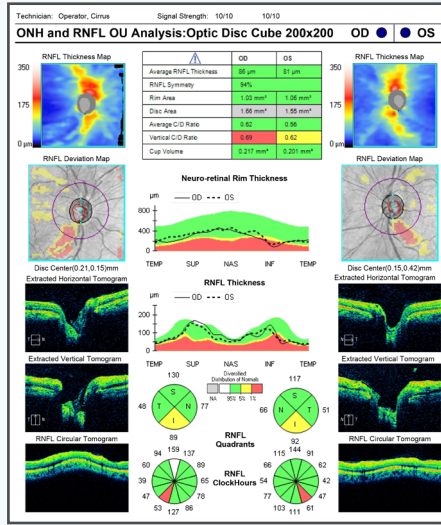 Technician: Operator, Cirrus Signal Strength: 10/10 10/10
ONH and RNFL OU Analysis:Optic Disc Cube 200x200 OD OS
RNFL Thickness Map
350
175
0 µm
OD OS
Average RNFL Thickness 86 µm 81 µm
RNFL Symmetry 94%
Rim Area 1.03 mm² 1.06 mm²
Disc Area 1.66 mm² 1.55 mm²
Average C/D Ratio 0.62 0.56
Vertical C/D Ratio 0.69 0.62
Cup Volume 0.217 mm³ 0.201 mm³
RNFL Thickness Map
350
175
0 µm
RNFL Deviation Map
Disc Center(0.21,0.15)mm
Neuro-retinal Rim Thickness
µm OD OS
800
400
0
TEMP SUP NAS INF TEMP
RNFL Deviation Map
Disc Center(0.15,0.42)mm
Extracted Horizontal Tomogram
T N
RNFL Thickness
µm OD OS
200
100
0
TEMP SUP NAS INF TEMP
Extracted Horizontal Tomogram
N T
Extracted Vertical Tomogram
Extracted Vertical Tomogram
Diversified:
Distribution of Normals
NA 95% 5% 1%
130
48 T S N I 77
89
RNFL
Quadrants
117
66 N S T I 51
92
RNFL Circular Tomogram
RNFL
ClockHours
94 159 137
60 89
39 65
47 78
53 127 86
115 144 91
66 62
54 42
77 47
103 111 61
RNFL Circular Tomogram